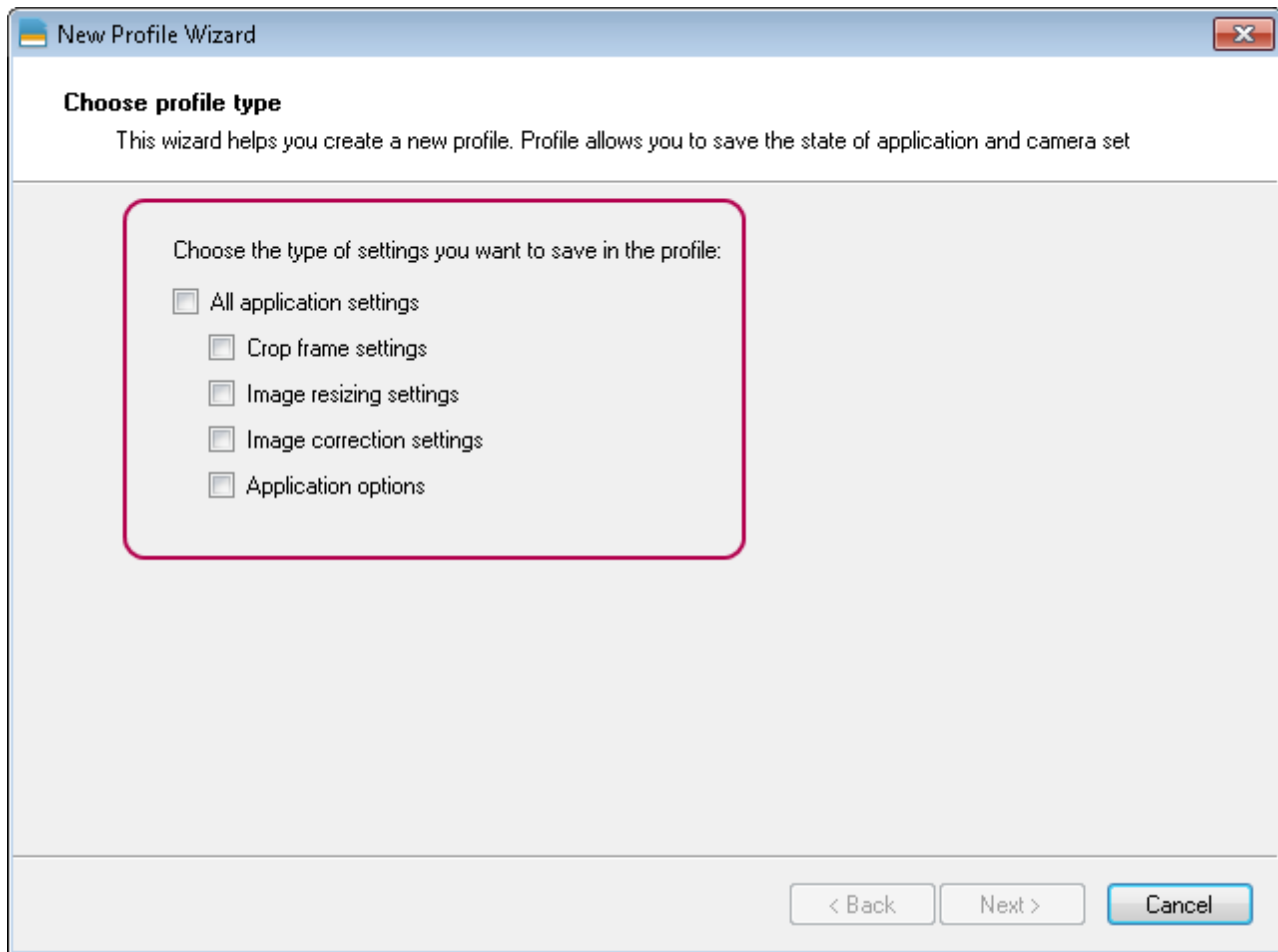 New Profile Wizard
Choose profile type
This wizard helps you create a new profile. Profile allows you to save the state of application and camera set
Choose the type of settings you want to save in the profile:
All application settings
Crop frame settings
Image resizing settings
Image correction settings
Application options
< Back Next > Cancel